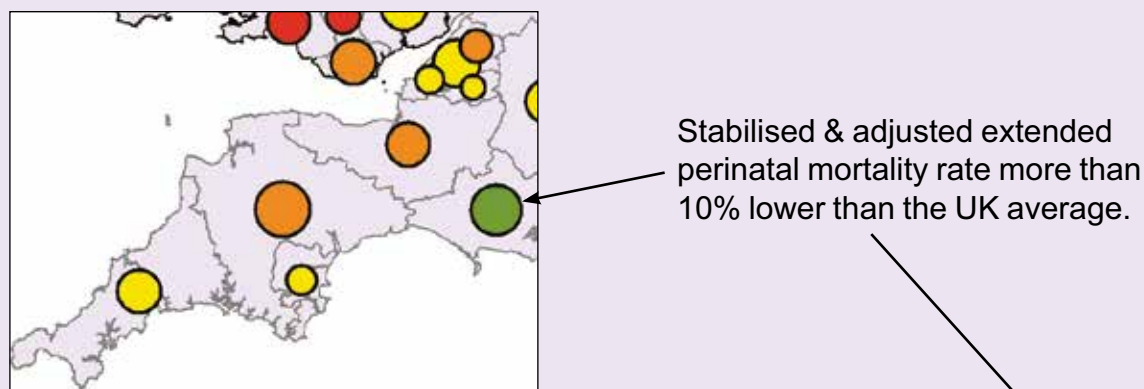 Stabilised & adjusted extended
perinatal mortality rate more than
10% lower than the UK average.